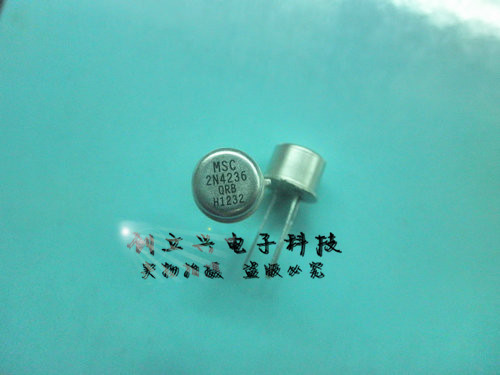 MSC
2N4236
QRB
H1232
创立兴电子科技
实物拍摄 盗版必究